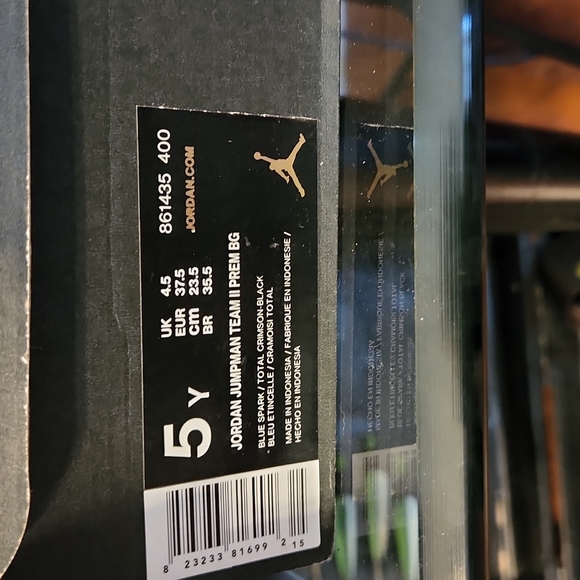 5 Y
UK 4.5
EUR 37.5
cm 23.5
BR 35.5
861435 400
JORDAN.COM
JORDAN JUMPMAN TEAM II PREM BG
BLUE SPARK / TOTAL CRIMSON-BLACK
BLEU ETINCELLE / CRAMOISI TOTAL
MADE IN INDONESIA / FABRIQUE EN INDONESIE /
HECHO EN INDONESIA
8 23233 81699 2 15